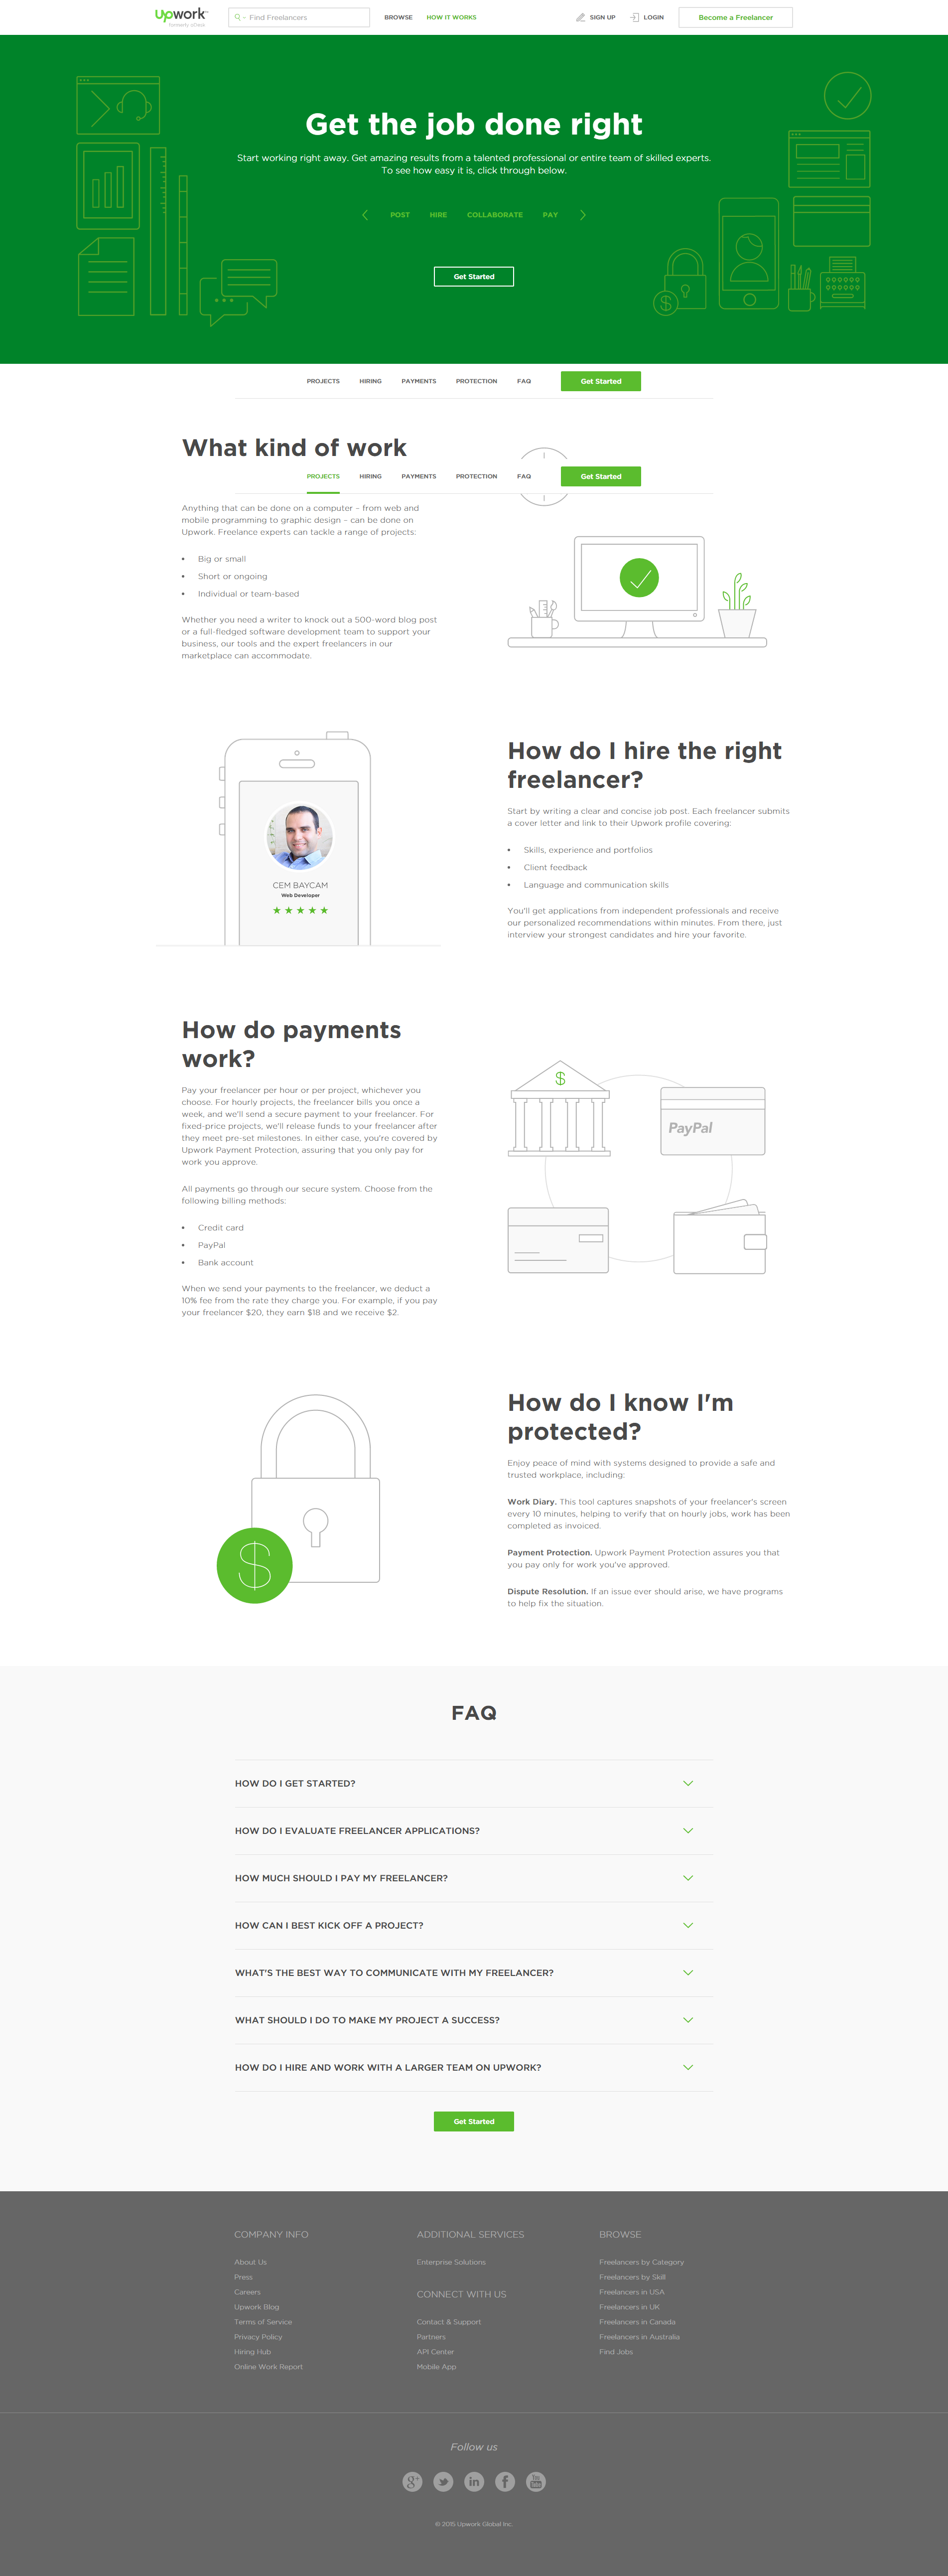 Upwork™
formerly oDesk
Find Freelancers
BROWSE
HOW IT WORKS
SIGN UP
LOGIN
Become a Freelancer
Get the job done right
Start working right away. Get amazing results from a talented professional or entire team of skilled experts.
To see how easy it is, click through below.
POST
HIRE
COLLABORATE
PAY
Get Started
PROJECTS
HIRING
PAYMENTS
PROTECTION
FAQ
Get Started
What kind of work
PROJECTS
HIRING
PAYMENTS
PROTECTION
FAQ
Get Started
Anything that can be done on a computer – from web and
mobile programming to graphic design – can be done on
Upwork. Freelance experts can tackle a range of projects:
• Big or small
• Short or ongoing
• Individual or team-based
Whether you need a writer to knock out a 500-word blog post
or a full-fledged software development team to support your
business, our tools and the expert freelancers in our
marketplace can accommodate.
CEM BAYCAM
Web Developer
How do I hire the right
freelancer?
Start by writing a clear and concise job post. Each freelancer submits
a cover letter and link to their Upwork profile covering:
• Skills, experience and portfolios
• Client feedback
• Language and communication skills
You'll get applications from independent professionals and receive
our personalized recommendations within minutes. From there, just
interview your strongest candidates and hire your favorite.
How do payments
work?
Pay your freelancer per hour or per project, whichever you
choose. For hourly projects, the freelancer bills you once a
week, and we'll send a secure payment to your freelancer. For
fixed-price projects, we'll release funds to your freelancer after
they meet pre-set milestones. In either case, you're covered by
Upwork Payment Protection, assuring that you only pay for
work you approve.
All payments go through our secure system. Choose from the
following billing methods:
• Credit card
• PayPal
• Bank account
When we send your payments to the freelancer, we deduct a
10% fee from the rate they charge you. For example, if you pay
your freelancer $20, they earn $18 and we receive $2.
$
PayPal
$
How do I know I'm
protected?
Enjoy peace of mind with systems designed to provide a safe and
trusted workplace, including:
Work Diary. This tool captures snapshots of your freelancer's screen
every 10 minutes, helping to verify that on hourly jobs, work has been
completed as invoiced.
Payment Protection. Upwork Payment Protection assures you that
you pay only for work you've approved.
Dispute Resolution. If an issue ever should arise, we have programs
to help fix the situation.
FAQ
HOW DO I GET STARTED?
HOW DO I EVALUATE FREELANCER APPLICATIONS?
HOW MUCH SHOULD I PAY MY FREELANCER?
HOW CAN I BEST KICK OFF A PROJECT?
WHAT'S THE BEST WAY TO COMMUNICATE WITH MY FREELANCER?
WHAT SHOULD I DO TO MAKE MY PROJECT A SUCCESS?
HOW DO I HIRE AND WORK WITH A LARGER TEAM ON UPWORK?
Get Started
COMPANY INFO
About Us
Press
Careers
Upwork Blog
Terms of Service
Privacy Policy
Hiring Hub
Online Work Report
ADDITIONAL SERVICES
Enterprise Solutions
CONNECT WITH US
Contact & Support
Partners
API Center
Mobile App
BROWSE
Freelancers by Category
Freelancers by Skill
Freelancers in USA
Freelancers in UK
Freelancers in Canada
Freelancers in Australia
Find Jobs
Follow us
© 2015 Upwork Global Inc.